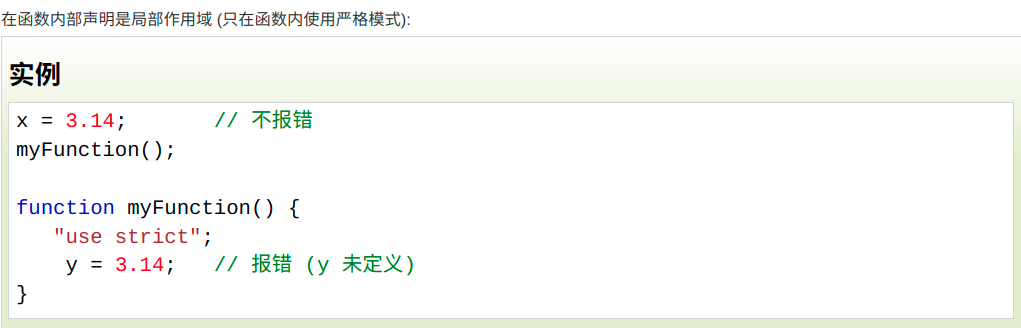 在函数内部声明是局部作用域 (只在函数内使用严格模式):
实例
x = 3.14;       // 不报错
myFunction();
function myFunction() {
   "use strict";
    y = 3.14;   // 报错 (y 未定义)
}